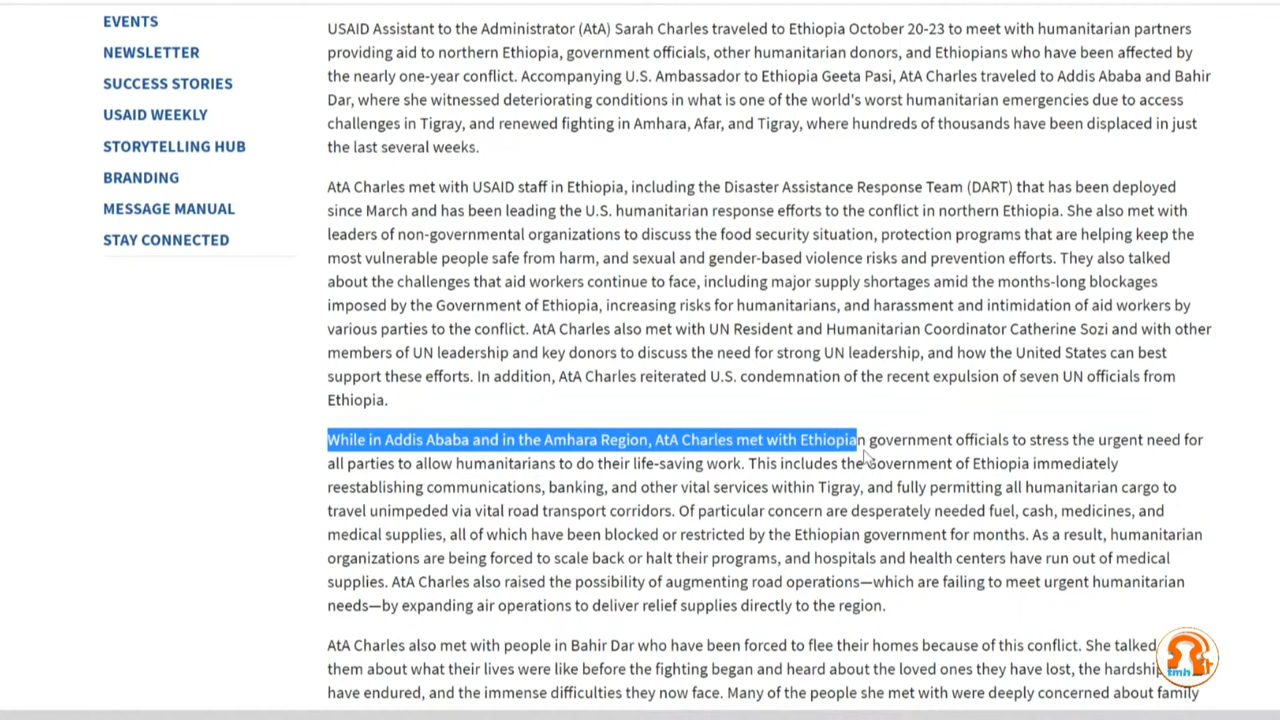 EVENTS
NEWSLETTER
SUCCESS STORIES
USAID WEEKLY
STORYTELLING HUB
BRANDING
MESSAGE MANUAL
STAY CONNECTED
USAID Assistant to the Administrator (AtA) Sarah Charles traveled to Ethiopia October 20-23 to meet with humanitarian partners
providing aid to northern Ethiopia, government officials, other humanitarian donors, and Ethiopians who have been affected by
the nearly one-year conflict. Accompanying U.S. Ambassador to Ethiopia Geeta Pasi, AtA Charles traveled to Addis Ababa and Bahir
Dar, where she witnessed deteriorating conditions in what is one of the world's worst humanitarian emergencies due to access
challenges in Tigray, and renewed fighting in Amhara, Afar, and Tigray, where hundreds of thousands have been displaced in just
the last several weeks.
AtA Charles met with USAID staff in Ethiopia, including the Disaster Assistance Response Team (DART) that has been deployed
since March and has been leading the U.S. humanitarian response efforts to the conflict in northern Ethiopia. She also met with
leaders of non-governmental organizations to discuss the food security situation, protection programs that are helping keep the
most vulnerable people safe from harm, and sexual and gender-based violence risks and prevention efforts. They also talked
about the challenges that aid workers continue to face, including major supply shortages amid the months-long blockages
imposed by the Government of Ethiopia, increasing risks for humanitarians, and harassment and intimidation of aid workers by
various parties to the conflict. AtA Charles also met with UN Resident and Humanitarian Coordinator Catherine Sozi and with other
members of UN leadership and key donors to discuss the need for strong UN leadership, and how the United States can best
support these efforts. In addition, AtA Charles reiterated U.S. condemnation of the recent expulsion of seven UN officials from
Ethiopia.
While in Addis Ababa and in the Amhara Region, AtA Charles met with Ethiopian government officials to stress the urgent need for
all parties to allow humanitarians to do their life-saving work. This includes the Government of Ethiopia immediately
reestablishing communications, banking, and other vital services within Tigray, and fully permitting all humanitarian cargo to
travel unimpeded via vital road transport corridors. Of particular concern are desperately needed fuel, cash, medicines, and
medical supplies, all of which have been blocked or restricted by the Ethiopian government for months. As a result, humanitarian
organizations are being forced to scale back or halt their programs, and hospitals and health centers have run out of medical
supplies. AtA Charles also raised the possibility of augmenting road operations—which are failing to meet urgent humanitarian
needs—by expanding air operations to deliver relief supplies directly to the region.
AtA Charles also met with people in Bahir Dar who have been forced to flee their homes because of this conflict. She talked
them about what their lives were like before the fighting began and heard about the loved ones they have lost, the
have endured, and the immense difficulties they now face. Many of the people she met with were deeply concerned about family
tmh